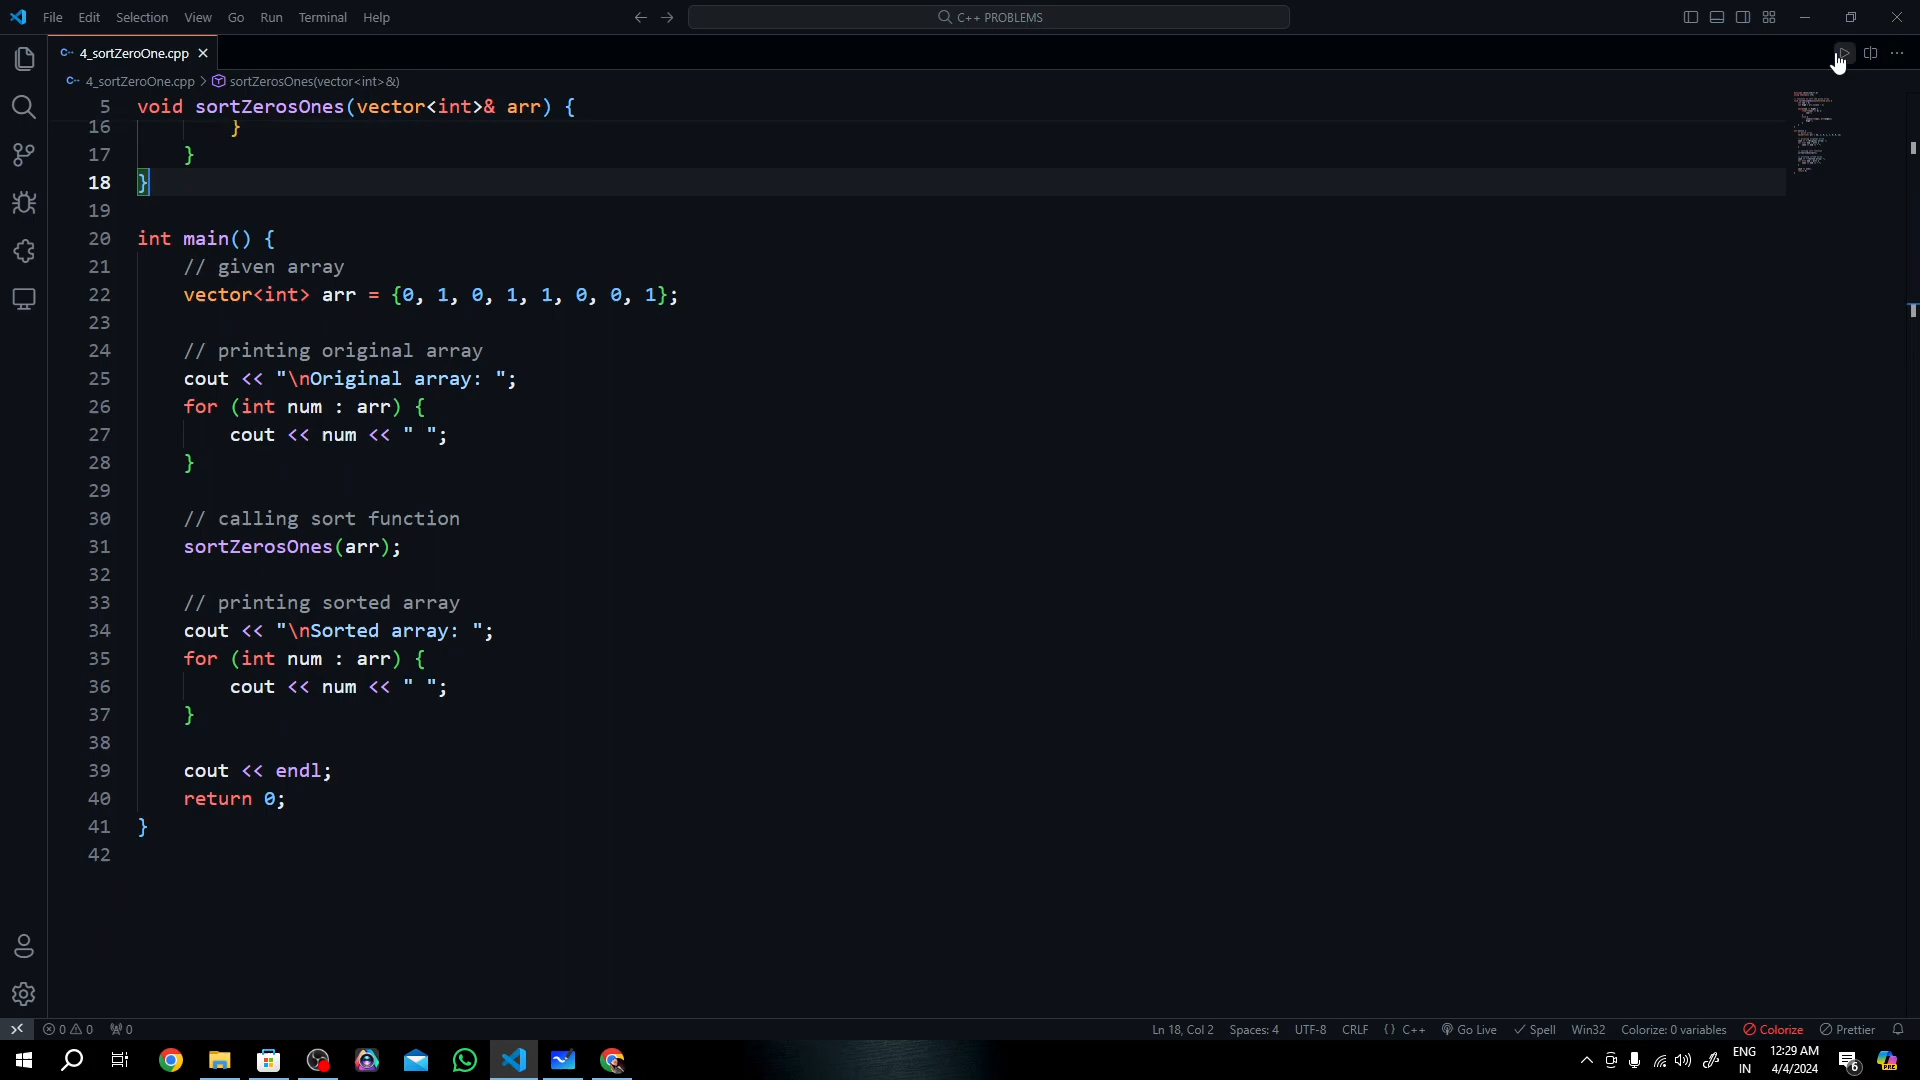 File Edit Selection View Go Run Terminal Help
C++ PROBLEMS
4_sortZeroOne.cpp
4_sortZeroOne.cpp > sortZerosOnes(vector<int>&)
5 void sortZerosOnes(vector<int>& arr) {
16 }
17 }
18 }
19
20 int main() {
21 // given array
22 vector<int> arr = {0, 1, 0, 1, 1, 0, 0, 1};
23
24 // printing original array
25 cout << "\nOriginal array: ";
26 for (int num : arr) {
27 cout << num << " ";
28 }
29
30 // calling sort function
31 sortZerosOnes(arr);
32
33 // printing sorted array
34 cout << "\nSorted array: ";
35 for (int num : arr) {
36 cout << num << " ";
37 }
38
39 cout << endl;
40 return 0;
41 }
42
0 0 0 Ln 18, Col 2 Spaces: 4 UTF-8 CRLF {} C++ Go Live Spell Win32 Colorize: 0 variables Colorize Prettier
ENG 12:29 AM
IN 4/4/2024 6